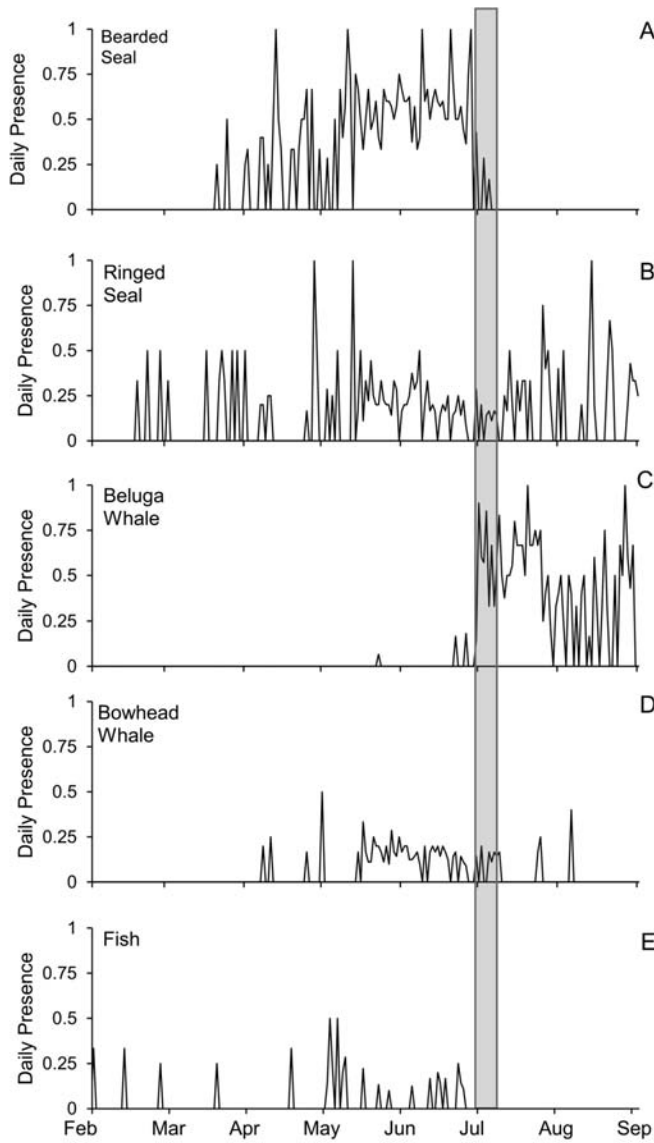 A
Bearded
Seal
Daily Presence
1
0.75
0.5
0.25
0
B
Ringed
Seal
Daily Presence
1
0.75
0.5
0.25
0
C
Beluga
Whale
Daily Presence
1
0.75
0.5
0.25
0
D
Bowhead
Whale
Daily Presence
1
0.75
0.5
0.25
0
E
Fish
Daily Presence
1
0.75
0.5
0.25
0
Feb Mar Apr May Jun Jul Aug Sep